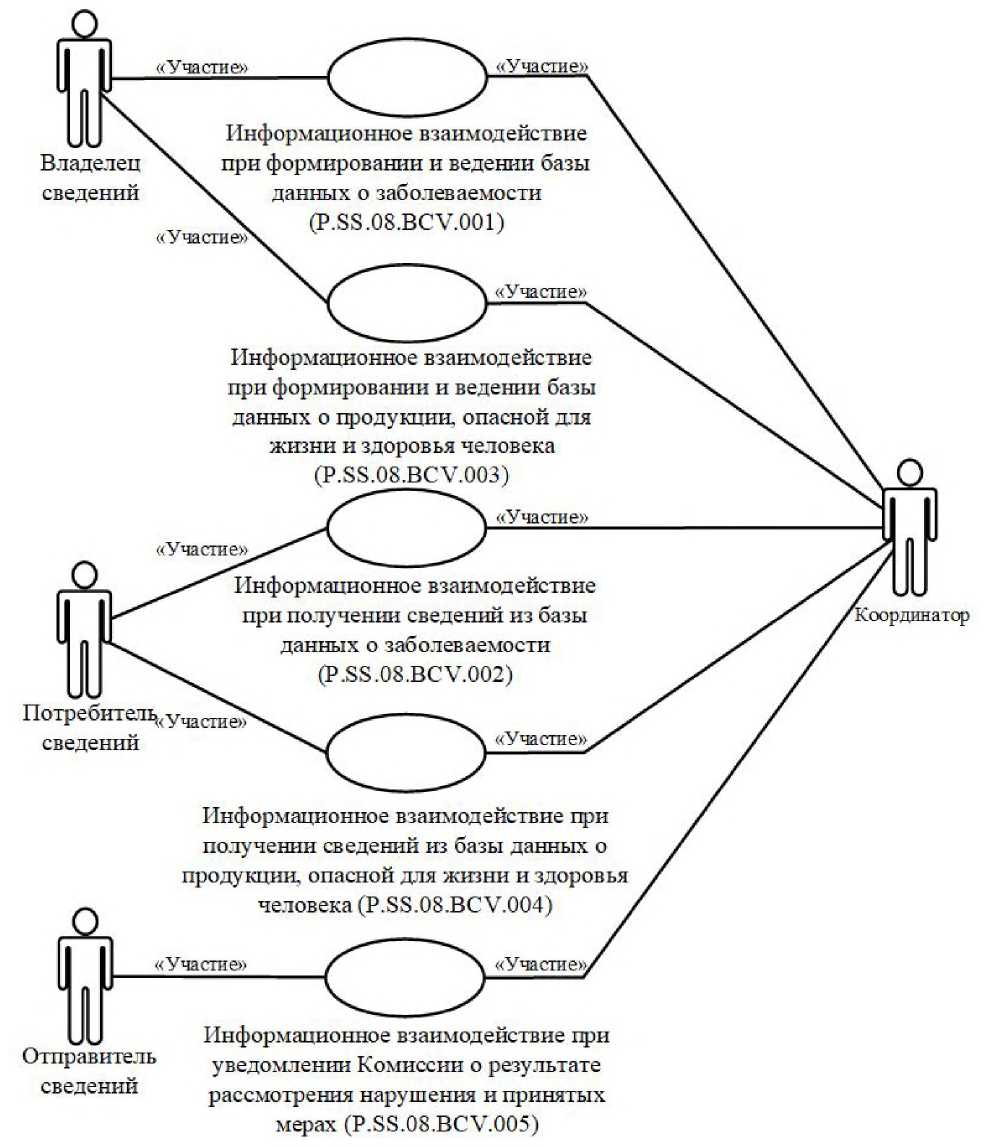 «Участие»
«Участие»
Информационное взаимодействие
при формировании и ведении базы
данных о заболеваемости
(P.SS.08.BCV.001)
Владелец
сведений
«Участие»
«Участие»
Информационное взаимодействие
при формировании и ведении базы
данных о продукции, опасной для
жизни и здоровья человека
(P.SS.08.BCV.003)
«Участие»
«Участие»
Информационное взаимодействие
при получении сведений из базы
данных о заболеваемости
(P.SS.08.BCV.002)
Координатор
Потребитель
сведений
«Участие»
«Участие»
Информационное взаимодействие при
получении сведений из базы данных о
продукции, опасной для жизни и здоровья
человека (P.SS.08.BCV.004)
«Участие»
«Участие»
Отправитель
сведений
Информационное взаимодействие при
уведомлении Комиссии о результате
рассмотрения нарушения и принятых
мерах (P.SS.08.BCV.005)